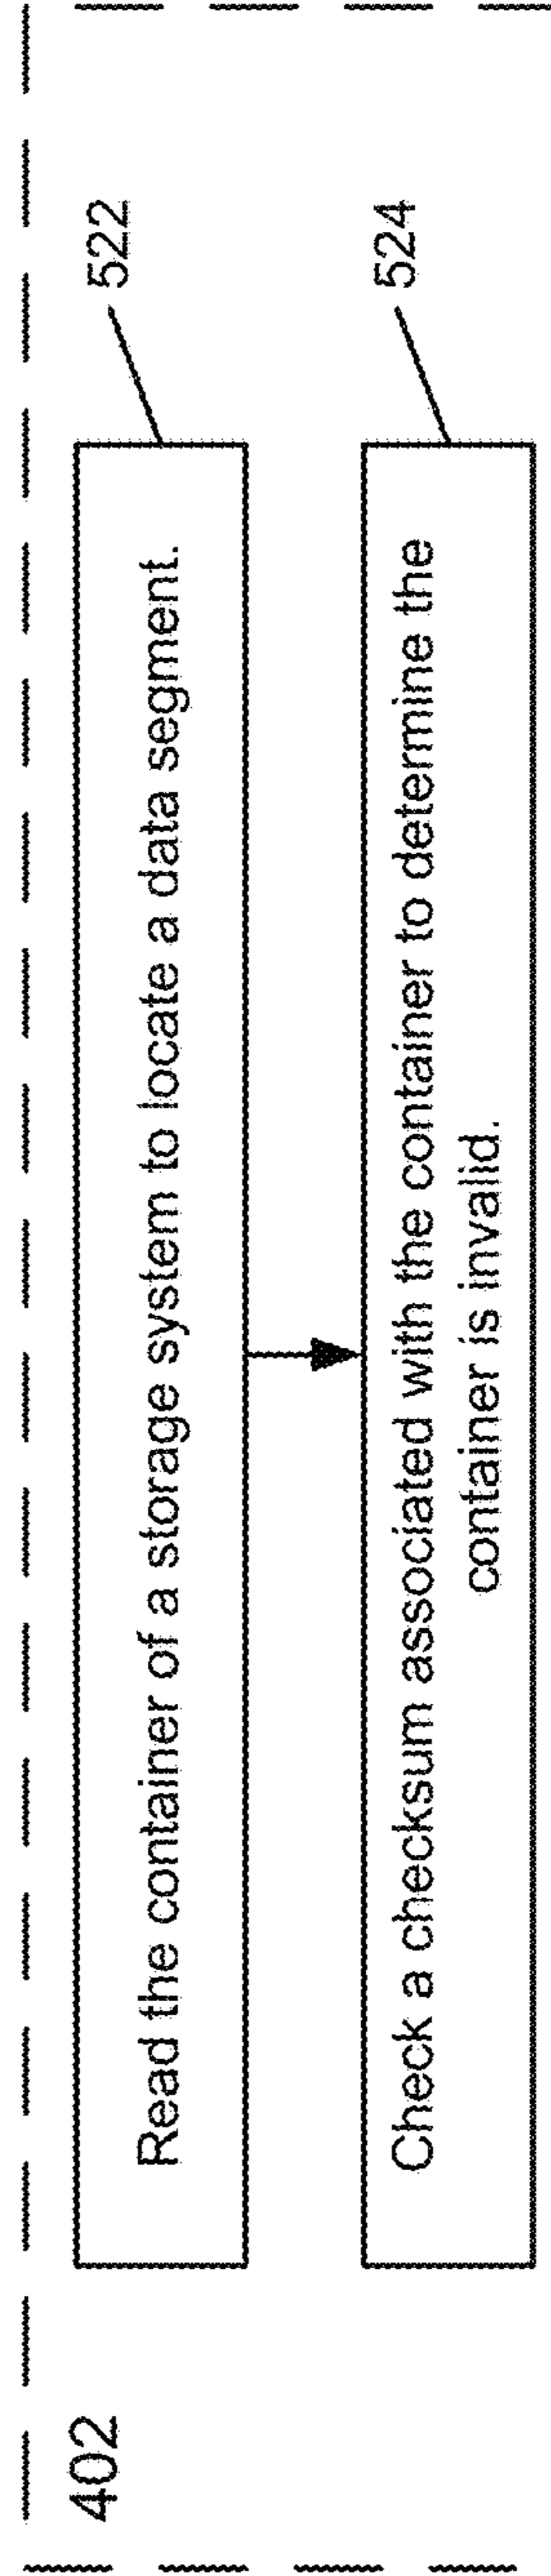 402
522
Read the container of a storage system to locate a data segment.
524
Check a checksum associated with the container to determine the
container is invalid.